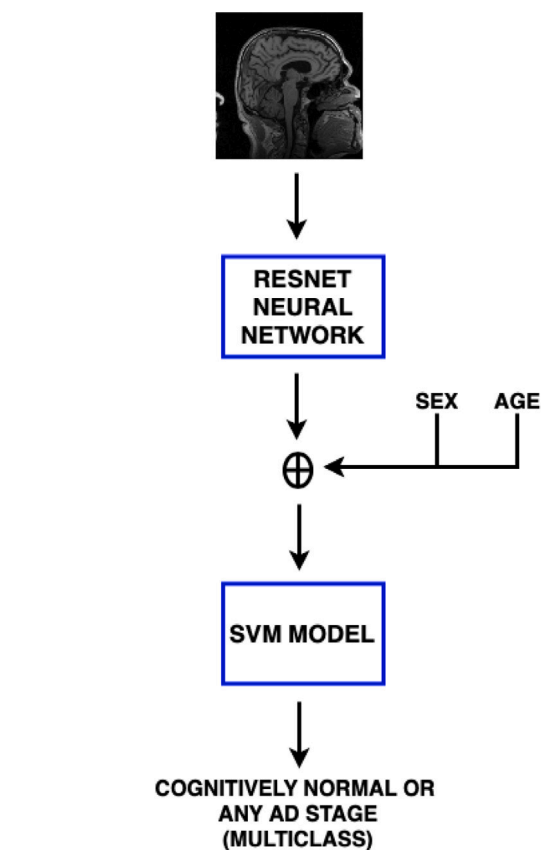 RESNET
NEURAL
NETWORK
SEX AGE
SVM MODEL
COGNITIVELY NORMAL OR
ANY AD STAGE
(MULTICLASS)